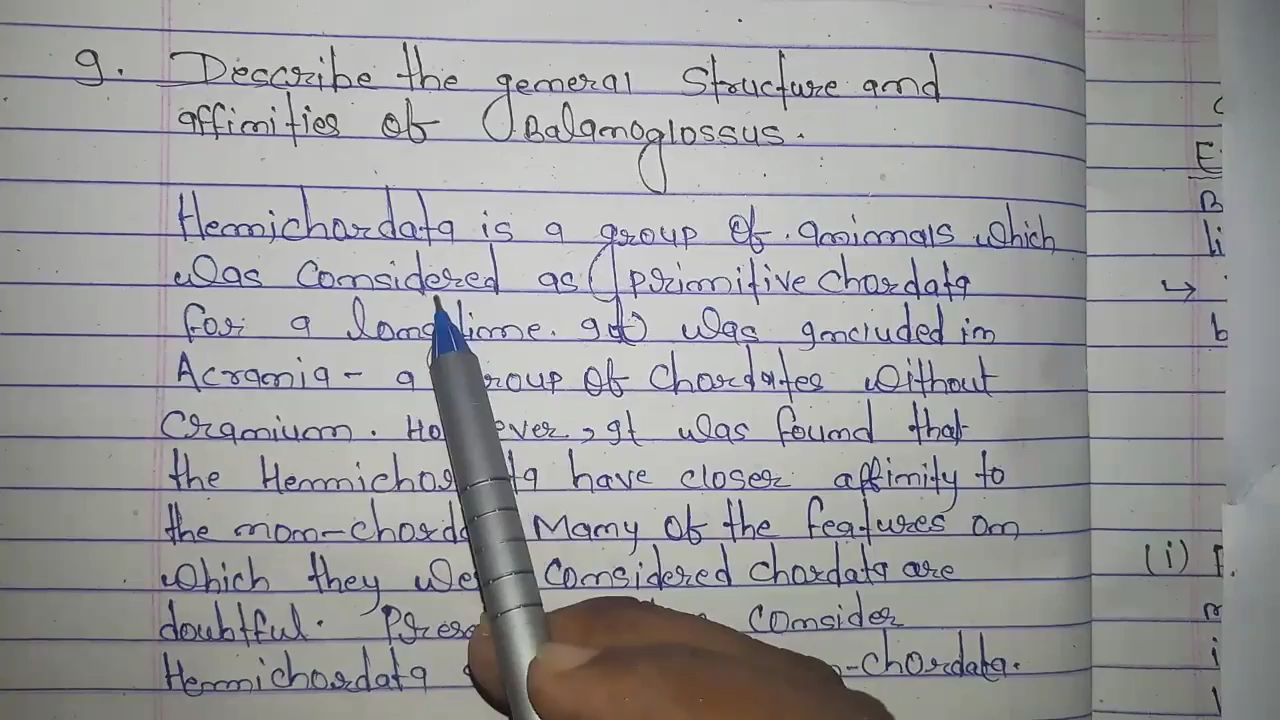 9. Describe the general Structure and
affinities of Balanoglossus.
Hemichordata is a group of animals which
was Considered as primitive chordata
for a long time. It was Included in
Acrania - a group of Chordates without
Cranium. However, It was found that
the Hemichordata have closer affinity to
the non-chorda Many of the features on
which they we Considered chordata are
doubtful. Prese Consider
Hemichordata -chordata.
E
B
li
→
b
(i)